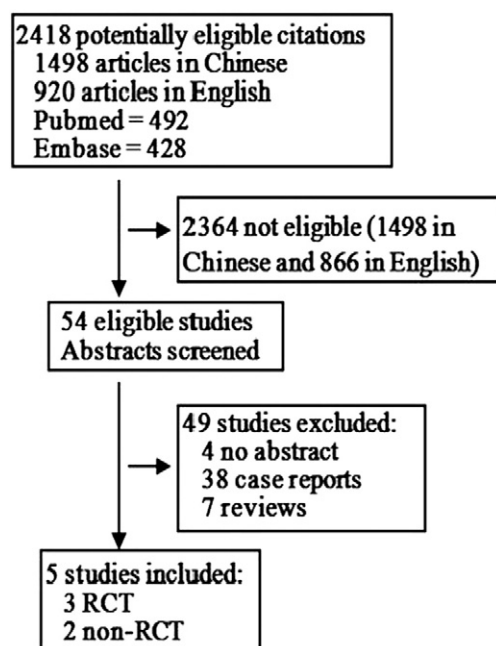 2418 potentially eligible citations
1498 articles in Chinese
920 articles in English
Pubmed = 492
Embase = 428
2364 not eligible (1498 in
Chinese and 866 in English)
54 eligible studies
Abstracts screened
49 studies excluded:
4 no abstract
38 case reports
7 reviews
5 studies included:
3 RCT
2 non-RCT